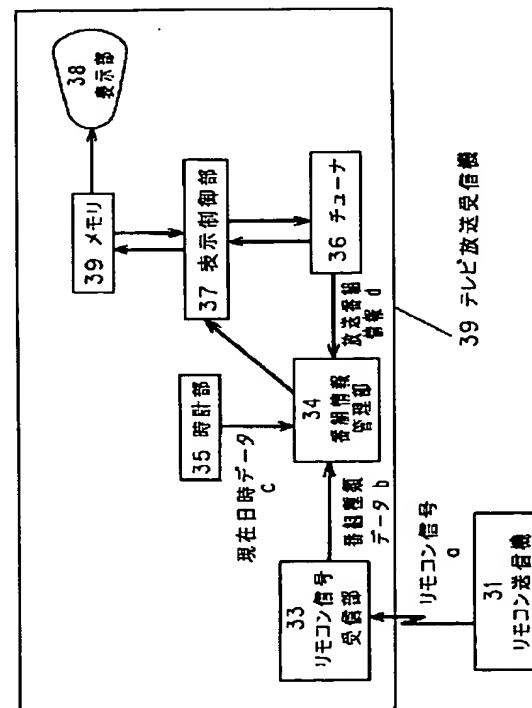 38
表示部
39 メモリ
37 表示制御部
36 チューナ
放送番組
情報 d
35 時計部
現在日時データ
c
34
番組情報
管理部
番組種類
データ b
33
リモコン信号
受信部
リモコン信号
a
31
リモコン送信機
39 テレビ放送受信機